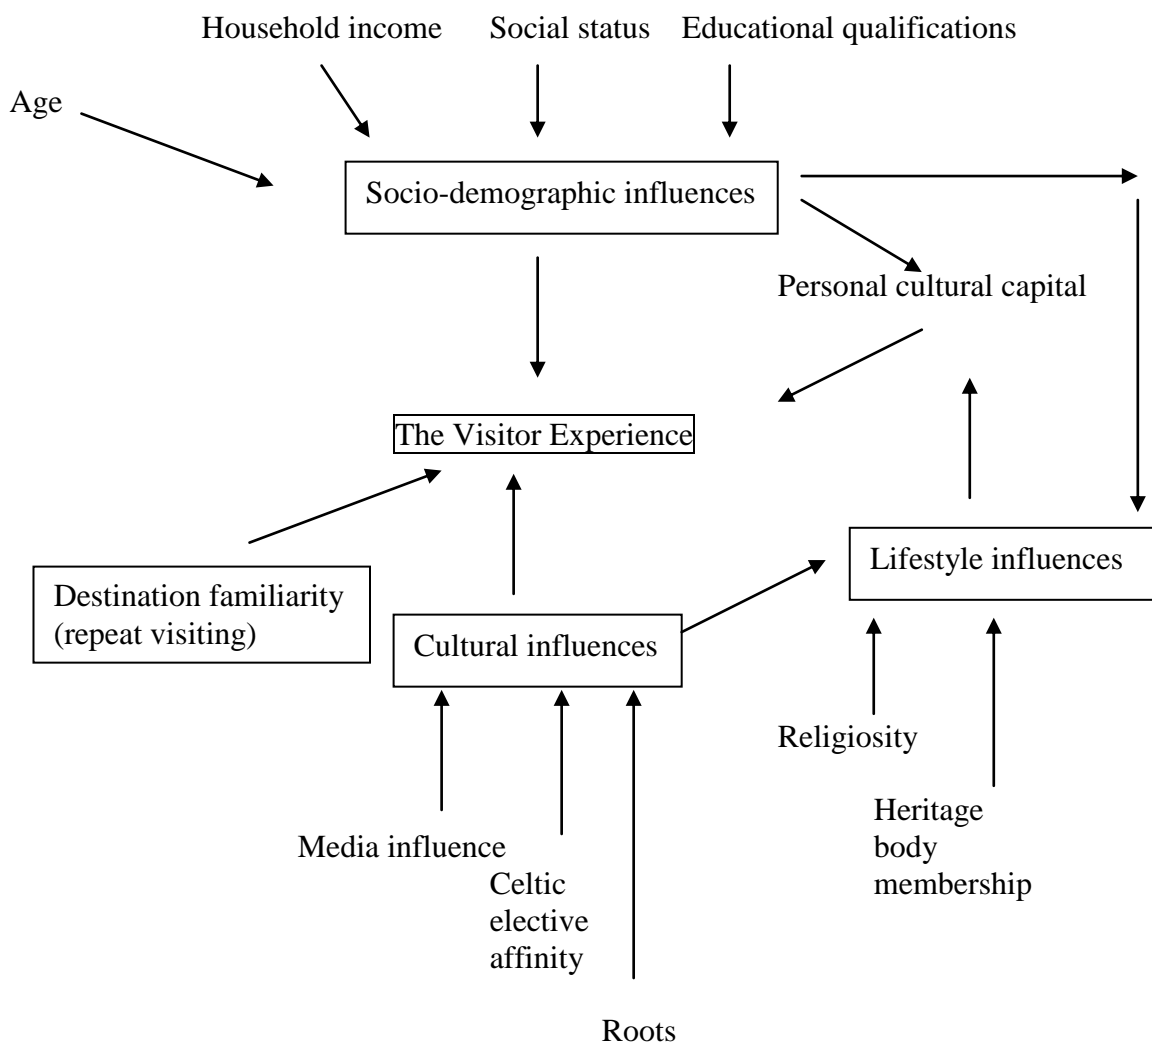 Household income
Social status
Educational qualifications
Age
Socio-demographic influences
Personal cultural capital
The Visitor Experience
Lifestyle influences
Destination familiarity
(repeat visiting)
Cultural influences
Religiosity
Heritage
body
membership
Media influence
Celtic
elective
affinity
Roots